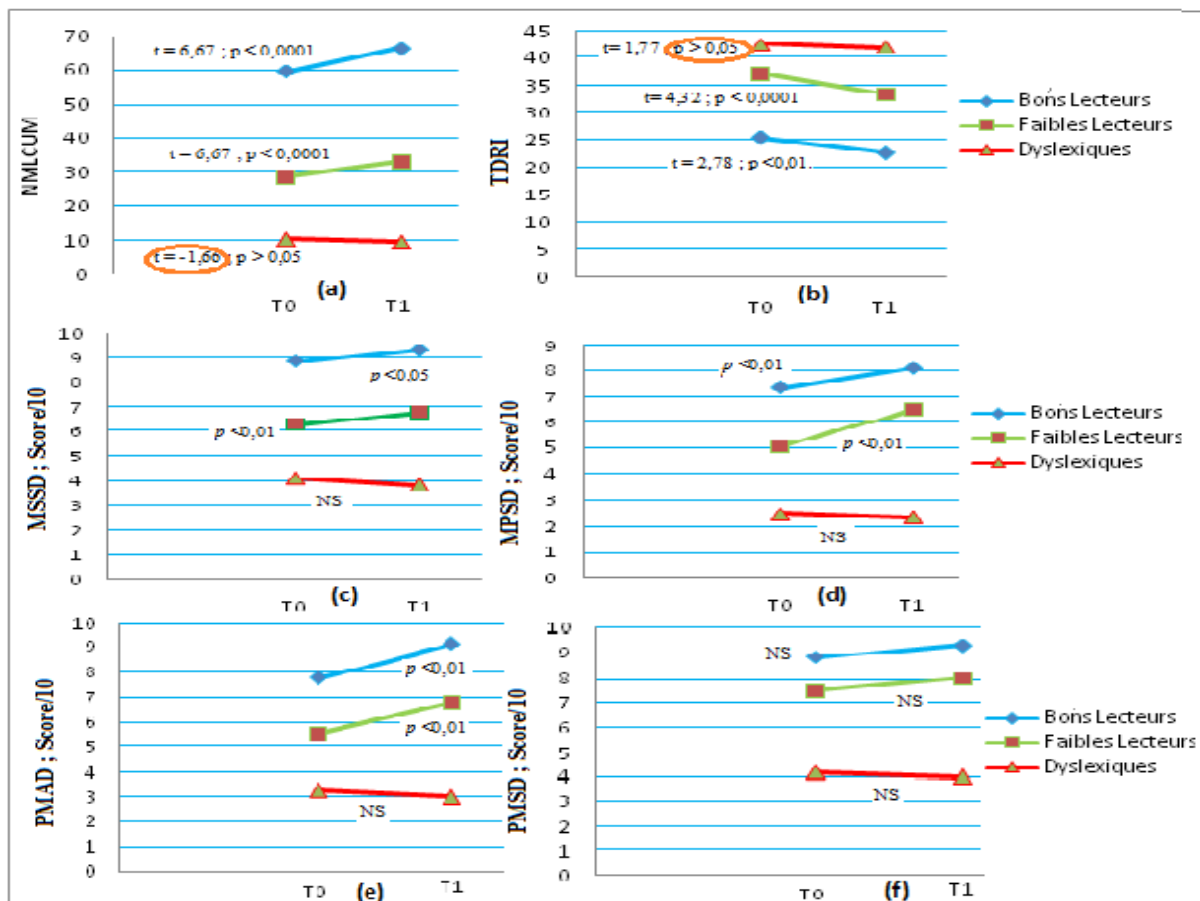 NMLCUM
70
60
50
40
30
20
10
0
t = 6,67 ; p < 0,0001
t = 6,67 , p < 0,0001
t = -1,66 ; p > 0,05
(a)
T0
T1
TDRI
45
40
35
30
25
20
15
10
5
0
t= 1,77 ; p > 0,05
t= 4,32 ; p < 0,0001
t = 2,78 ; p <0,01.
(b)
T0
T1
Bons Lecteurs
Faibles Lecteurs
Dyslexiques
MSSD ; Score/10
10
9
8
7
6
5
4
3
2
1
0
p <0,05
p <0,01
NS
(c)
T0
T1
MPSD ; Score/10
9
8
7
6
5
4
3
2
1
0
p <0,01
p <0,01
NS
(d)
T0
T1
Bons Lecteurs
Faibles Lecteurs
Dyslexiques
PMAD ; Score/10
10
9
8
7
6
5
4
3
2
1
0
p <0,01
p <0,01
NS
T0
(e)
T1
PMSD ; Score/10
10
9
8
7
6
5
4
3
2
1
0
NS
NS
NS
T0
(f)
T1
Bons Lecteurs
Faibles Lecteurs
Dyslexiques